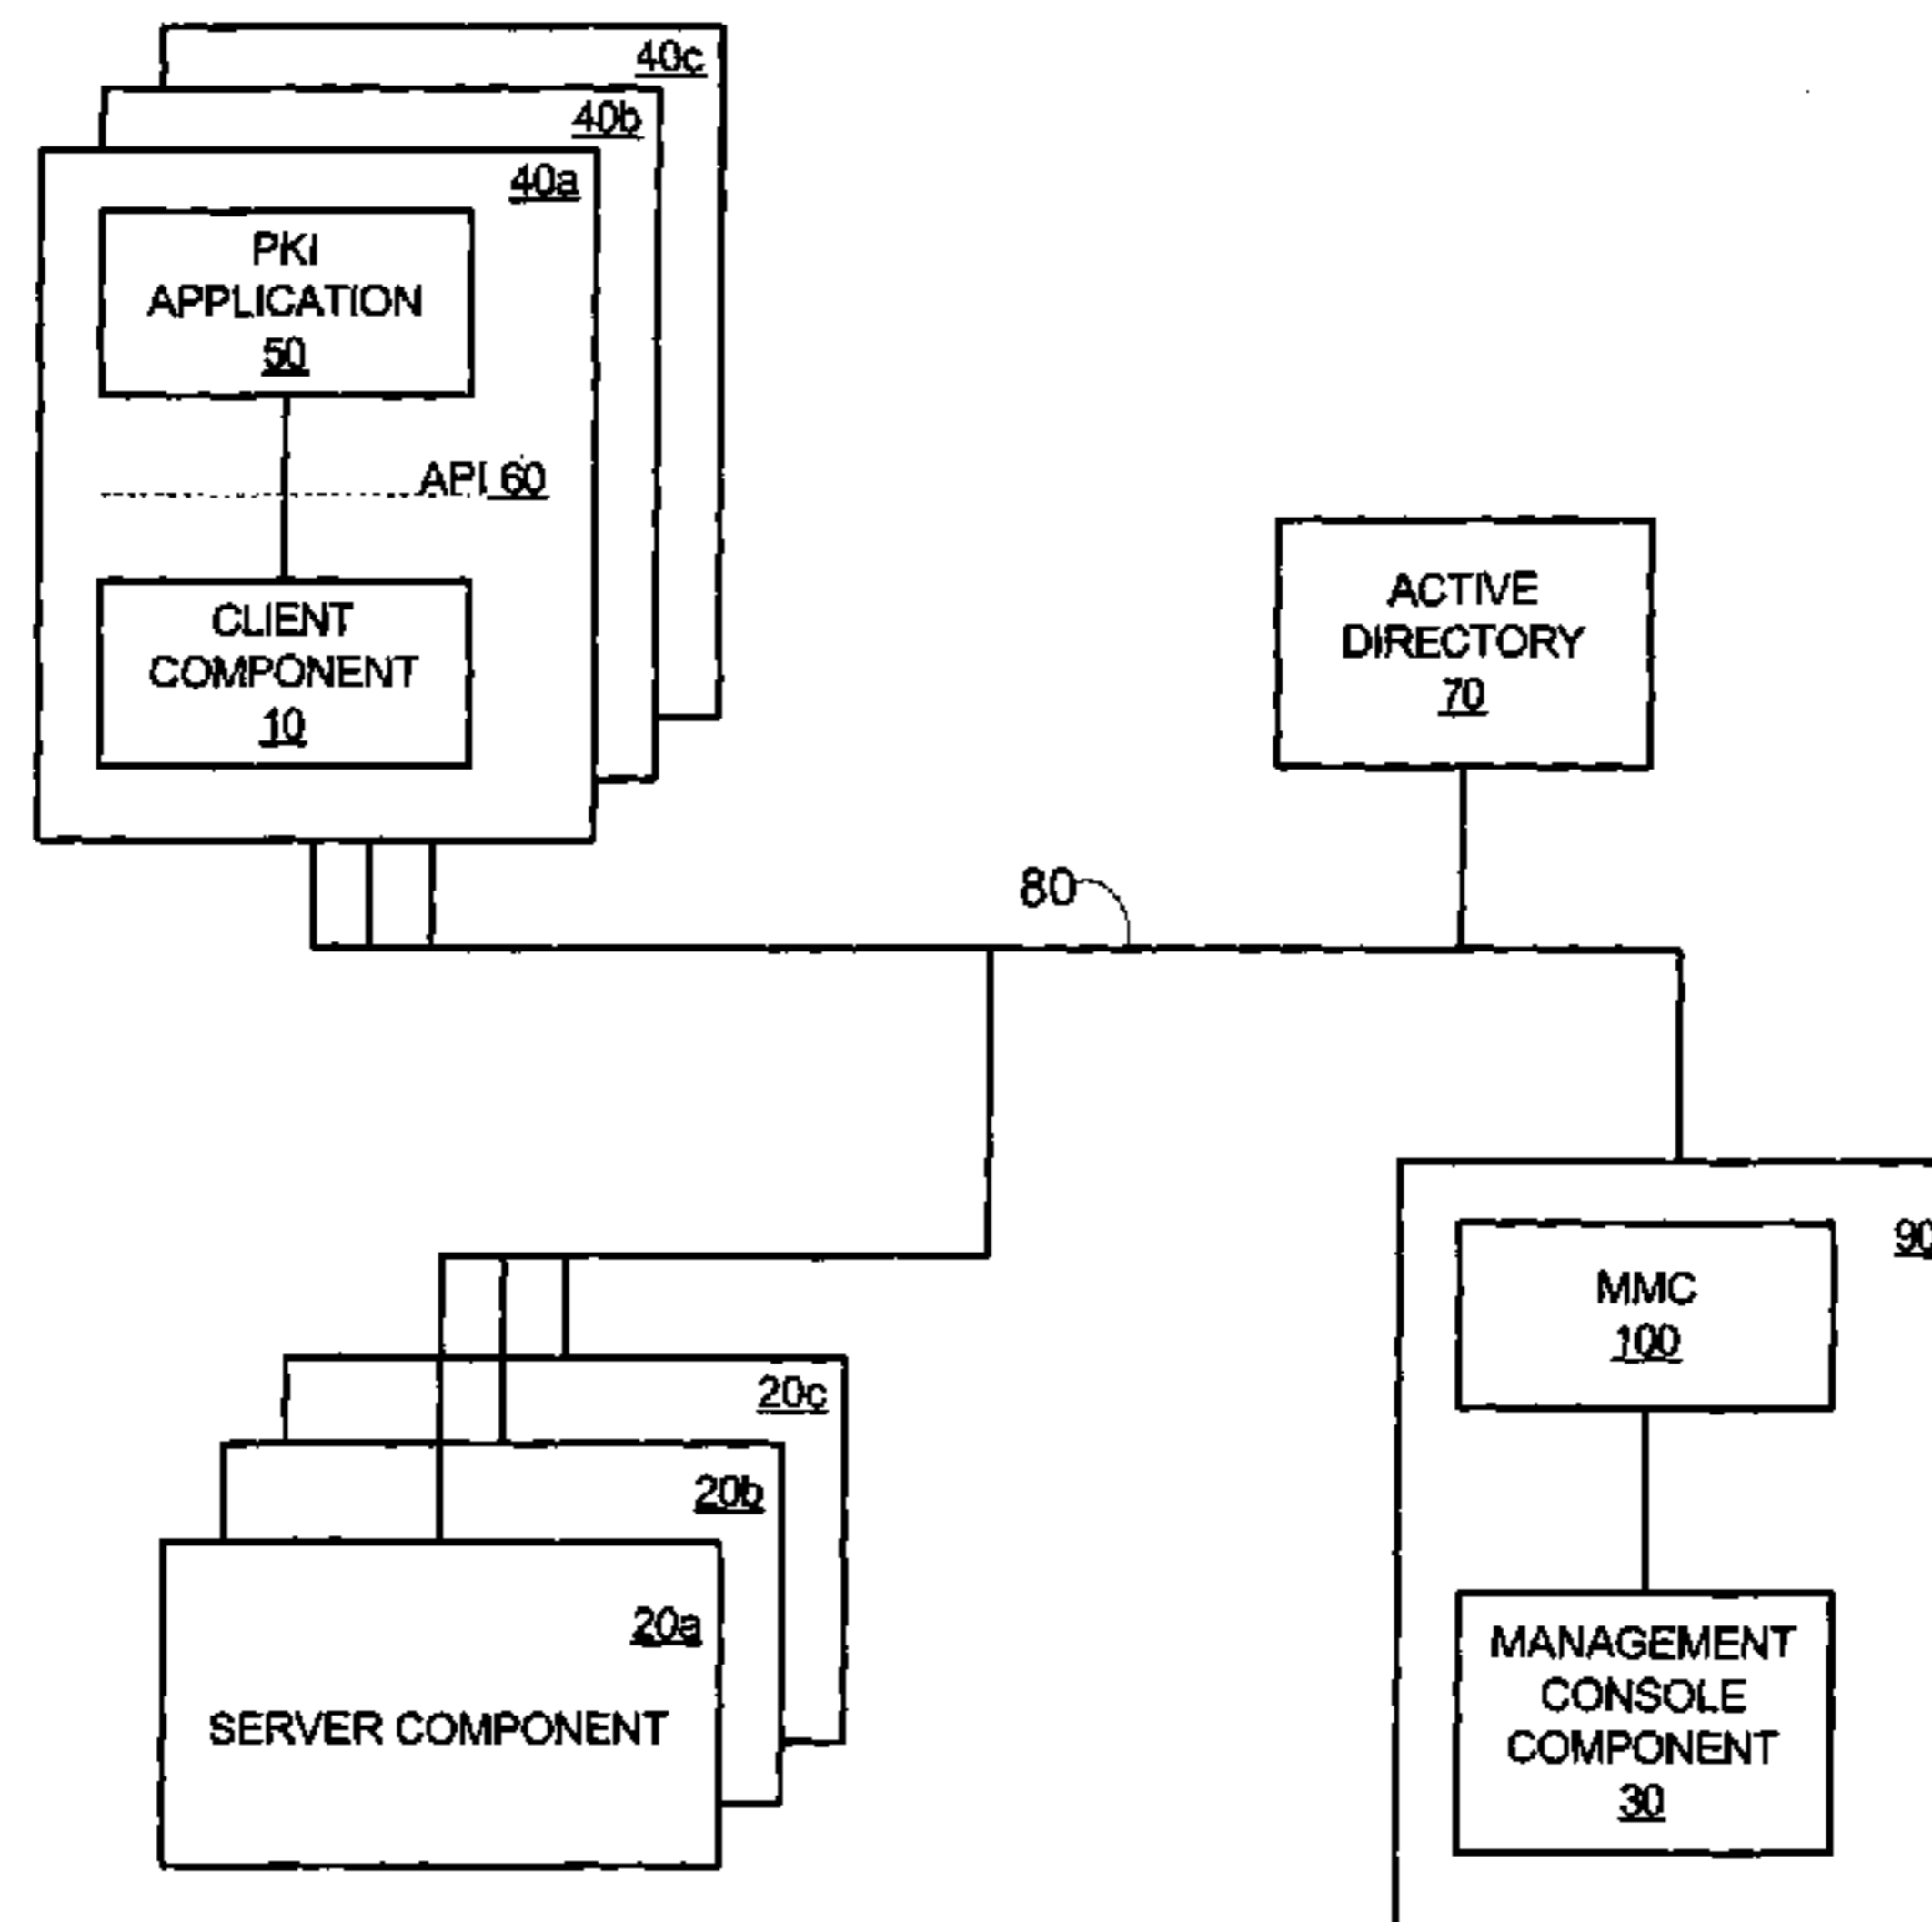 40c
40b
40a
PKI
APPLICATION
50
API 60
CLIENT
COMPONENT
10
ACTIVE
DIRECTORY
70
80
90
MMC
100
MANAGEMENT
CONSOLE
COMPONENT
30
20c
20b
20a
SERVER COMPONENT